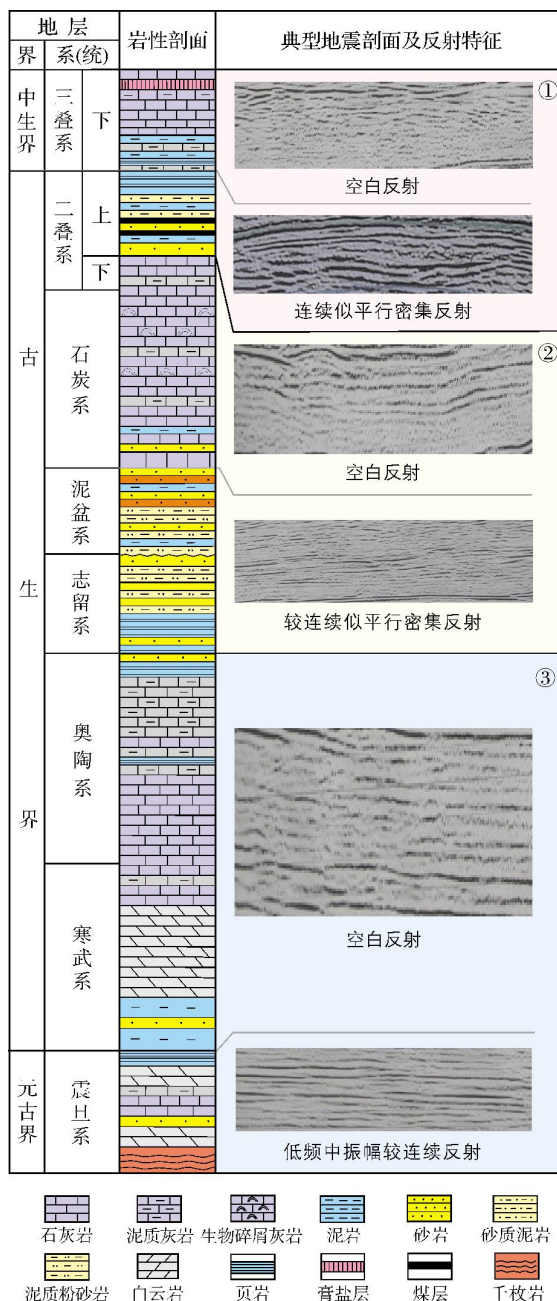 地层
岩性剖面
典型地震剖面及反射特征
界
系(统)
中生界
三叠系
下
①
空白反射
古生界
二叠系
上
下
连续似平行密集反射
石炭系
②
空白反射
泥盆系
志留系
较连续似平行密集反射
奥陶系
③
寒武系
空白反射
元古界
震旦系
低频中振幅较连续反射
石灰岩 泥质灰岩 生物碎屑灰岩 泥岩 砂岩 砂质泥岩
泥质粉砂岩 白云岩 页岩 膏盐层 煤层 千枚岩